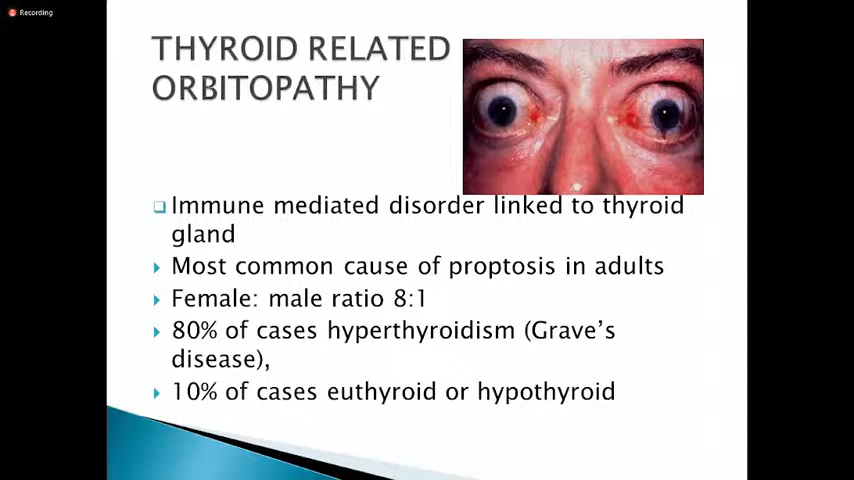 Recording
THYROID RELATED
ORBITOPATHY
Immune mediated disorder linked to thyroid
gland
Most common cause of proptosis in adults
Female: male ratio 8:1
80% of cases hyperthyroidism (Grave's
disease),
10% of cases euthyroid or hypothyroid